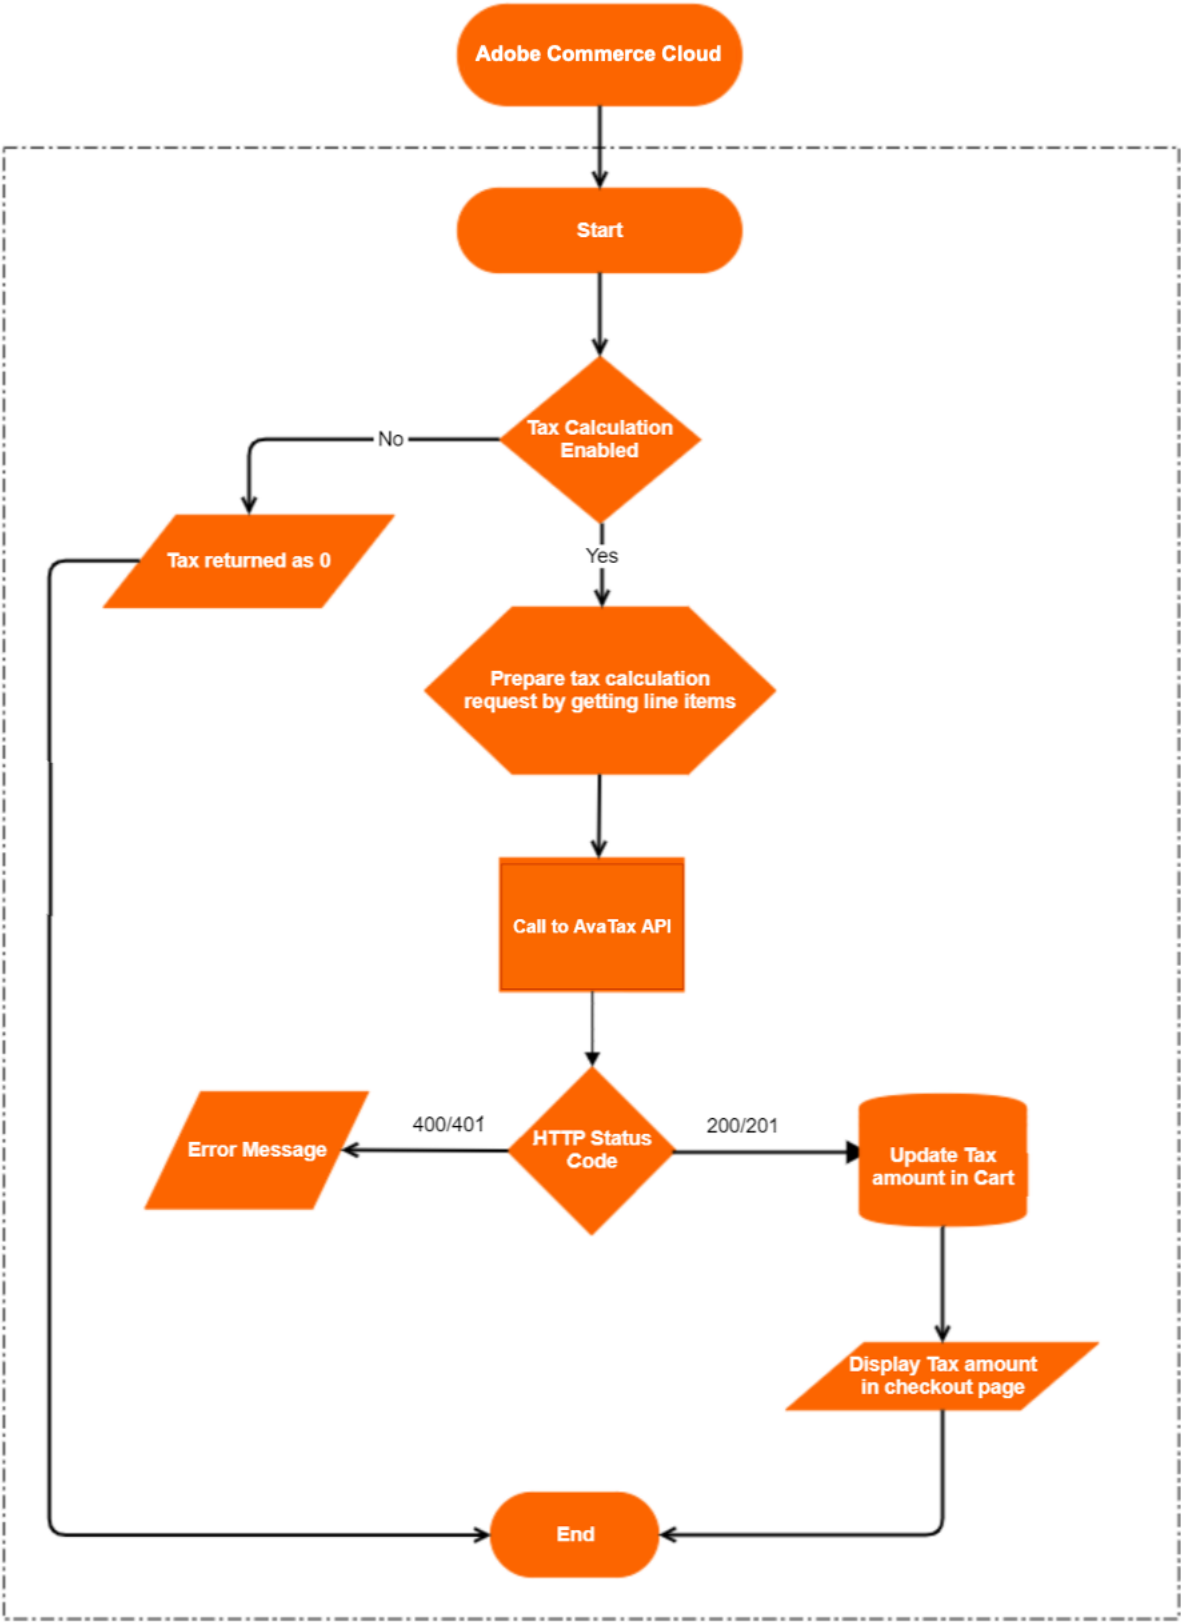 Adobe Commerce Cloud
Start
Tax Calculation
Enabled
No
Yes
Tax returned as 0
Prepare tax calculation
request by getting line items
Call to AvaTax API
HTTP Status
Code
400/401
200/201
Error Message
Update Tax
amount in Cart
Display Tax amount
in checkout page
End